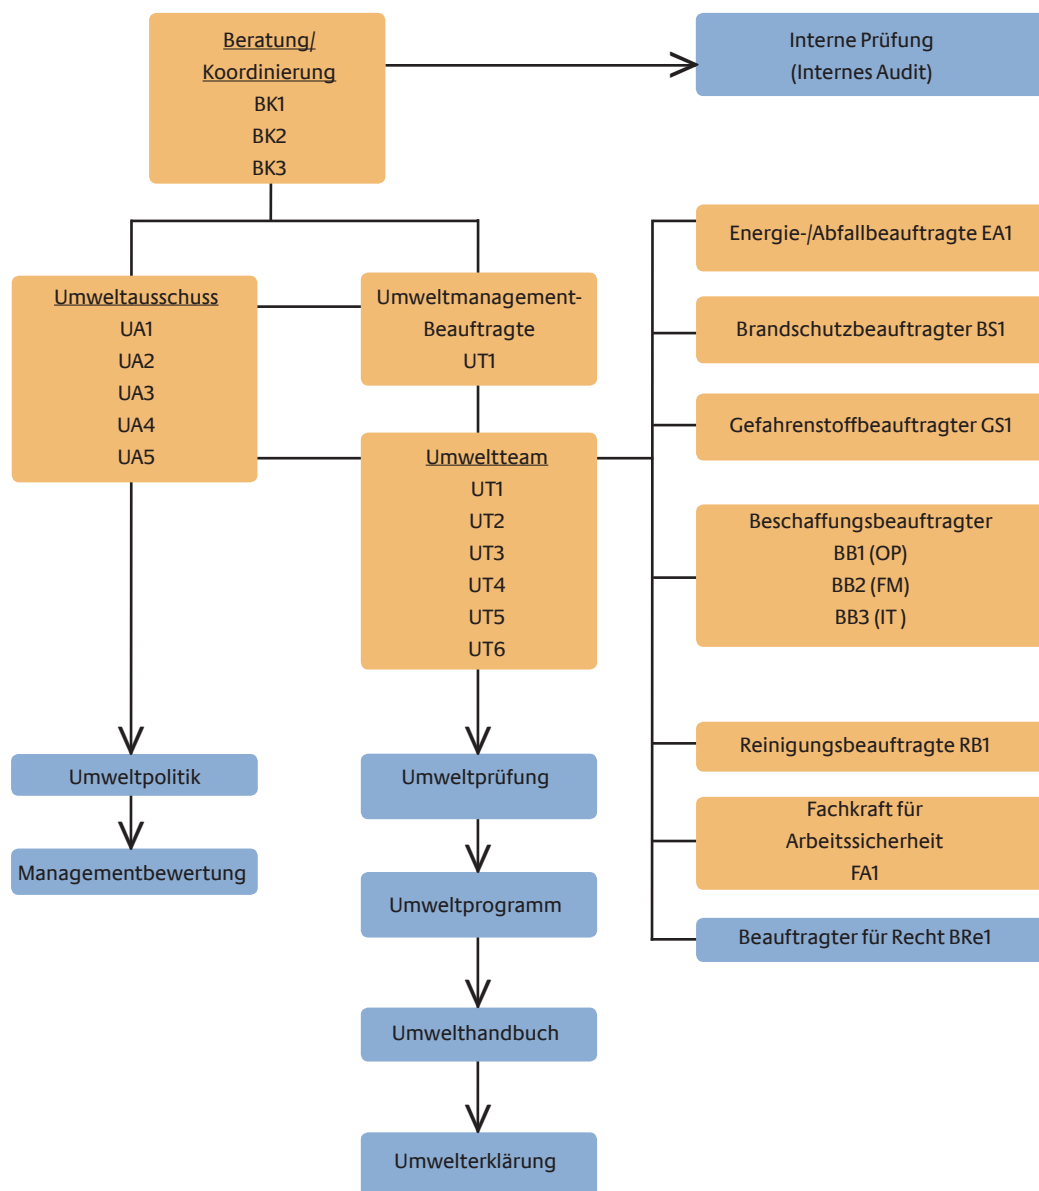 Beratung/
Koordinierung
BK1
BK2
BK3
Interne Prüfung
(Internes Audit)
Umweltausschuss
UA1
UA2
UA3
UA4
UA5
Umweltmanagement-
Beauftragte
UT1
Umweltteam
UT1
UT2
UT3
UT4
UT5
UT6
Energie-/Abfallbeauftragte EA1
Brandschutzbeauftragter BS1
Gefahrenstoffbeauftragter GS1
Beschaffungsbeauftragter
BB1 (OP)
BB2 (FM)
BB3 (IT )
Reinigungsbeauftragte RB1
Fachkraft für
Arbeitssicherheit
FA1
Beauftragter für Recht BRe1
Umweltpolitik
Managementbewertung
Umweltprüfung
Umweltprogramm
Umwelthandbuch
Umwelterklärung